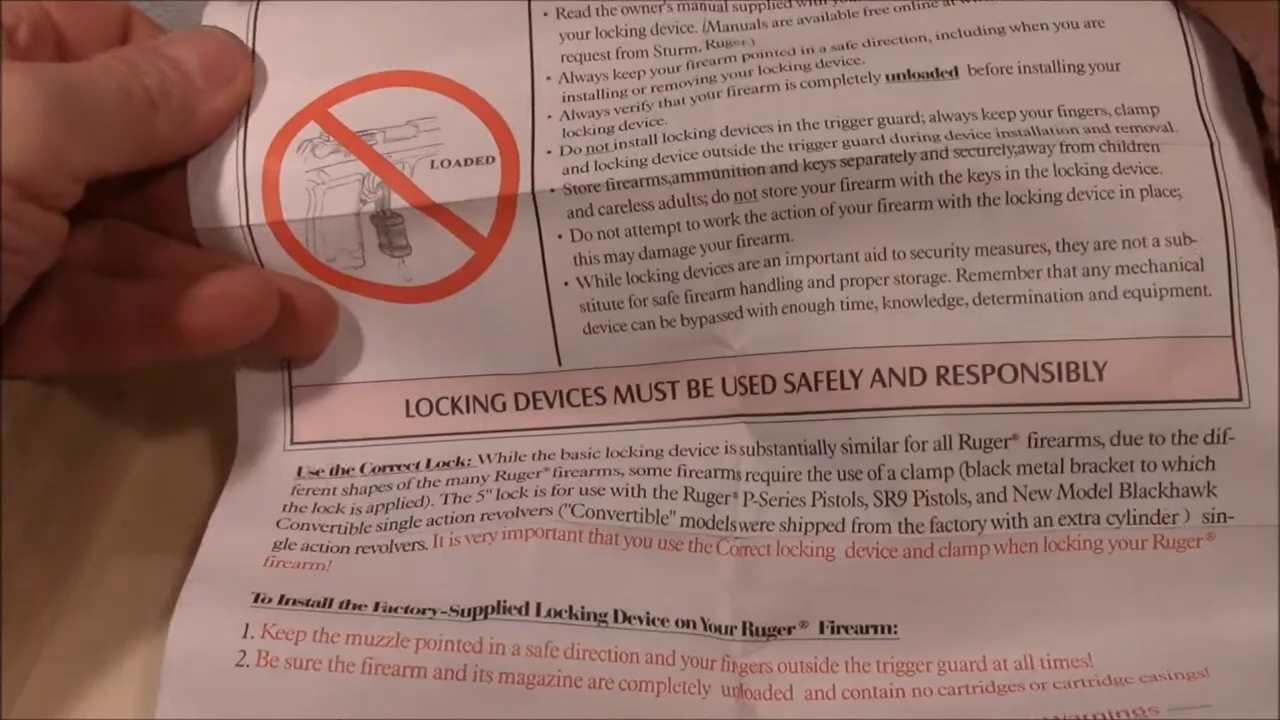 • Read the owner's manual supplied with your
your locking device. (Manuals are available free online at
request from Sturm, Ruger.)
• Always keep your firearm pointed in a safe direction, including when you are
installing or removing your locking device.
• Always verify that your firearm is completely unloaded before installing your
locking device.
• Do not install locking devices in the trigger guard; always keep your fingers, clamp
and locking device outside the trigger guard during device installation and removal.
• Store firearms,ammunition and keys separately and securely,away from children
and careless adults; do not store your firearm with the keys in the locking device.
• Do not attempt to work the action of your firearm with the locking device in place;
this may damage your firearm.
• While locking devices are an important aid to security measures, they are not a sub-
stitute for safe firearm handling and proper storage. Remember that any mechanical
device can be bypassed with enough time, knowledge, determination and equipment.
LOADED
LOCKING DEVICES MUST BE USED SAFELY AND RESPONSIBLY
Use the Correct Lock: While the basic locking device is substantially similar for all Ruger® firearms, due to the dif-
ferent shapes of the many Ruger® firearms, some firearms require the use of a clamp (black metal bracket to which
the lock is applied). The 5" lock is for use with the Ruger® P-Series Pistols, SR9 Pistols, and New Model Blackhawk
Convertible single action revolvers ("Convertible" models were shipped from the factory with an extra cylinder) sin-
gle action revolvers. It is very important that you use the Correct locking device and clamp when locking your Ruger®
firearm!
To Install the Factory-Supplied Locking Device on Your Ruger® Firearm:
1. Keep the muzzle pointed in a safe direction and your fingers outside the trigger guard at all times!
2. Be sure the firearm and its magazine are completely unloaded and contain no cartridges or cartridge casings!
Warnings